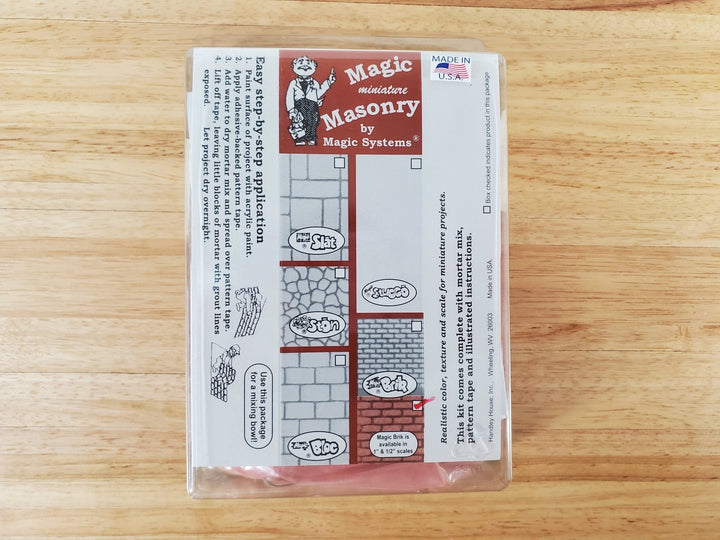 Magic
miniature
Masonry
by
Magic Systems®
MADE IN
U.S.A.
Easy step-by-step application
1. Paint surface of project with acrylic paint.
2. Apply adhesive-backed pattern tape.
3. Add water to dry mortar mix and spread over pattern tape.
4. Lift off tape, leaving little blocks of mortar with grout lines
exposed. Let project dry overnight.
Use this package
for a mixing bowl!
Slat®
Stön
Bloc
Stuccö
Brik
Magic Brik is
available in
1" & 1/2" scales
Realistic color, texture and scale for miniature projects.
This kit comes complete with mortar mix,
pattern tape and illustrated instructions.
Handley House, Inc., Wheeling, WV, 26003 Made in USA.
Box checked indicates product in this package